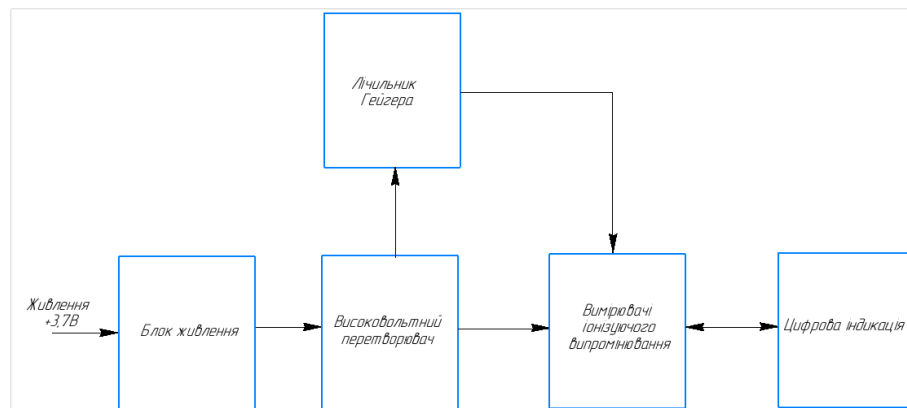 Лічильник
Гейгера
Живлення
+3,7В
Блок живлення
Високовольтний
перетворювач
Вимірювачі
іонізуючого
випромінювання
Цифрова індикація